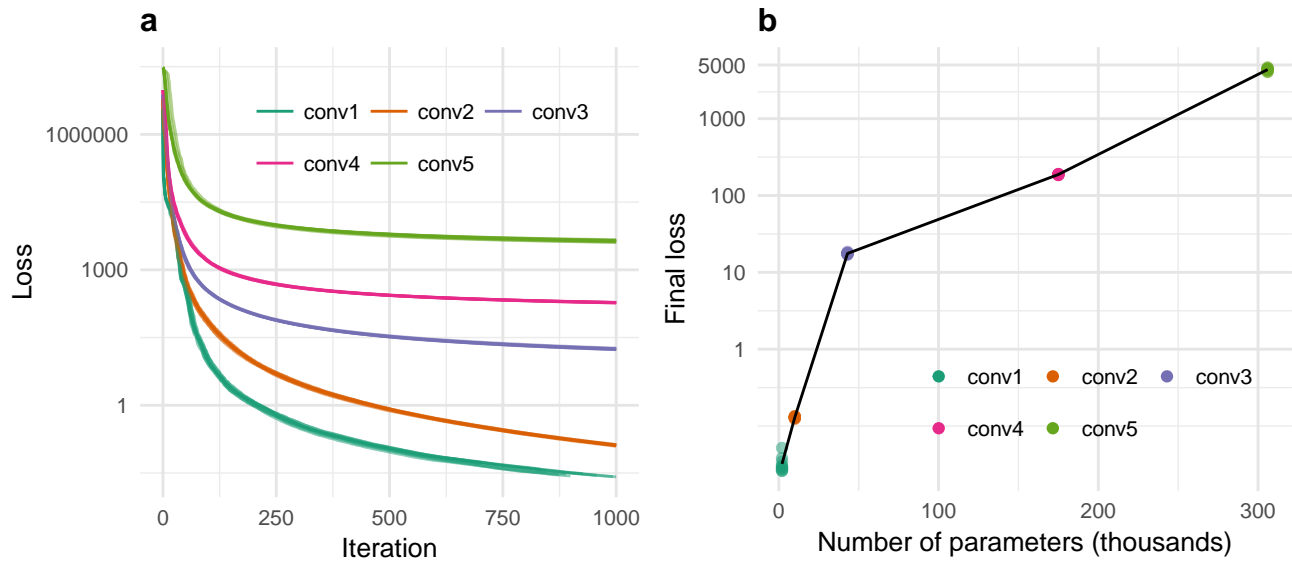 a
Loss
1000000
1000
1
conv1 conv2 conv3
conv4 conv5
0 250 500 750 1000
Iteration
b
Final loss
5000
1000
100
10
1
conv1 conv2 conv3
conv4 conv5
0 100 200 300
Number of parameters (thousands)